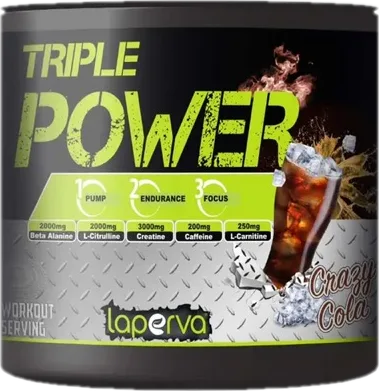 TRIPLE
POWER
1 PUMP 2 ENDURANCE 3 FOCUS
2000mg 2000mg 3000mg 200mg 250mg
Beta Alanine L-Citrulline Creatine Caffeine L-Carnitine
Crazy
Cola
WORKOUT
SERVING
laperva